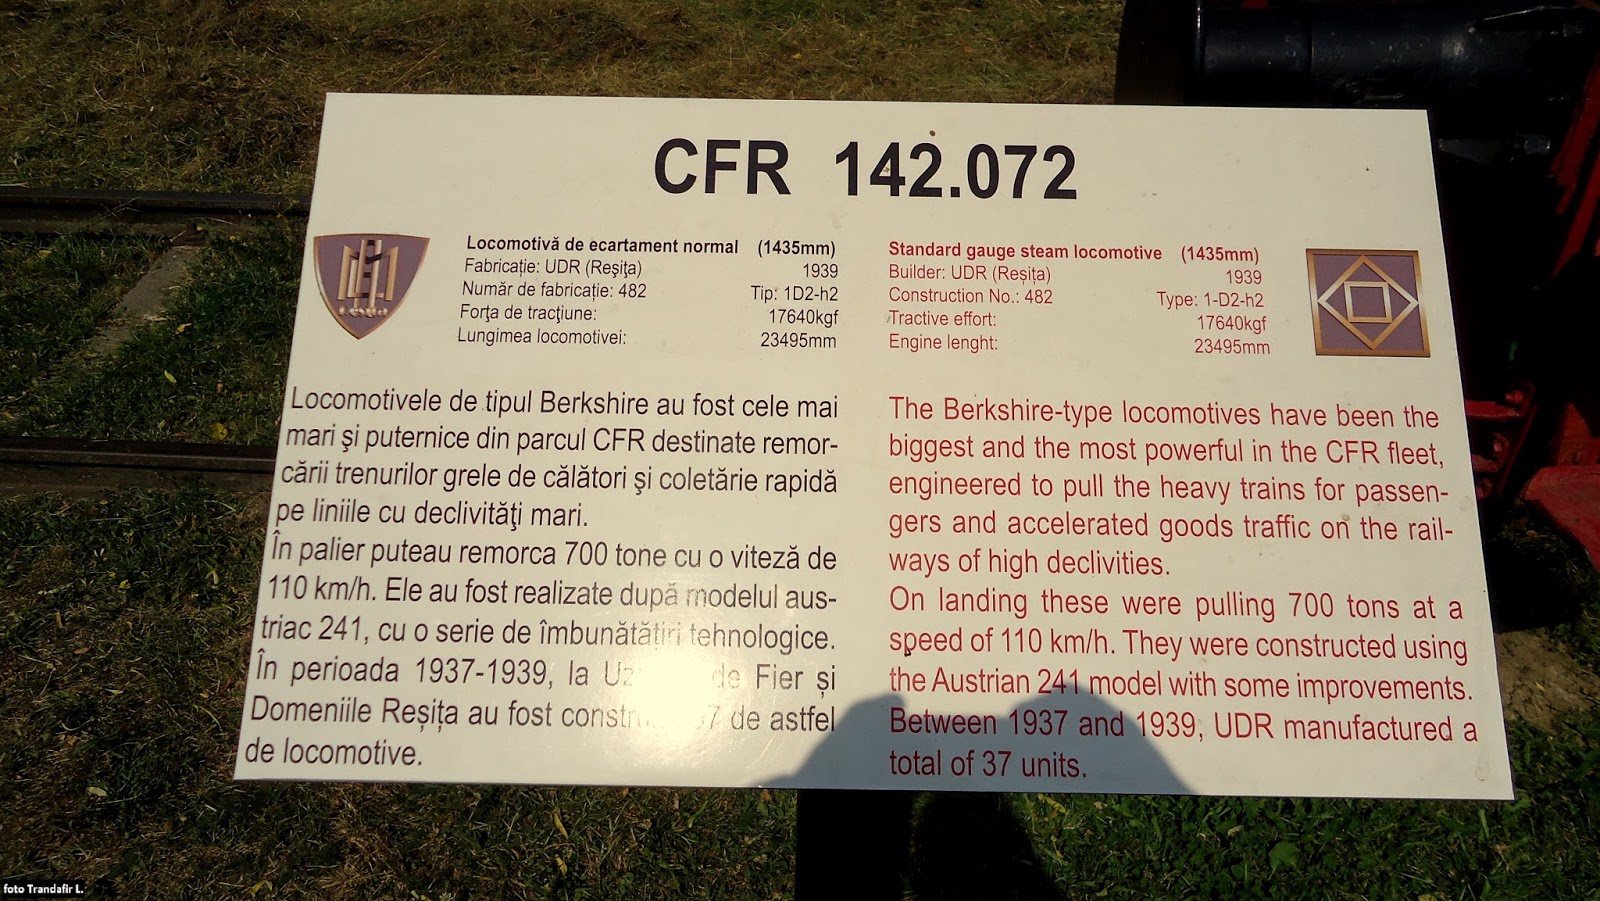 CFR 142.072
Locomotivă de ecartament normal (1435mm)
Fabricație: UDR (Reşiţa) 1939
Număr de fabricație: 482 Tip: 1D2-h2
Forţa de tracţiune: 17640kgf
Lungimea locomotivei: 23495mm
Locomotivele de tipul Berkshire au fost cele mai
mari şi puternice din parcul CFR destinate remor-
cării trenurilor grele de călători şi coletărie rapidă
pe liniile cu declivităţi mari.
În palier puteau remorca 700 tone cu o viteză de
110 km/h. Ele au fost realizate după modelul aus-
triac 241, cu o serie de îmbunătățiri tehnologice.
În perioada 1937-1939, la de Fier și
Domeniile Reșița au fost de astfel
de locomotive.
Standard gauge steam locomotive (1435mm)
Builder: UDR (Reșița) 1939
Construction No.: 482 Type: 1-D2-h2
Tractive effort: 17640kgf
Engine lenght: 23495mm
The Berkshire-type locomotives have been the
biggest and the most powerful in the CFR fleet,
engineered to pull the heavy trains for passen-
gers and accelerated goods traffic on the rail-
ways of high declivities.
On landing these were pulling 700 tons at a
speed of 110 km/h. They were constructed using
the Austrian 241 model with some improvements.
Between 1937 and 1939, UDR manufactured a
total of 37 units.
foto Trandafir L.